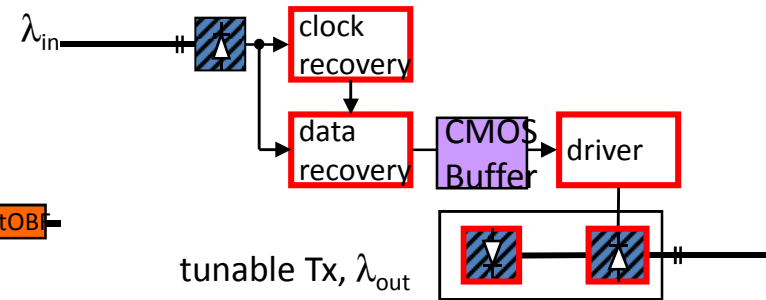 λin
clock
recovery
data
recovery
CMOS
Buffer
driver
tOBF
tunable Tx, λout